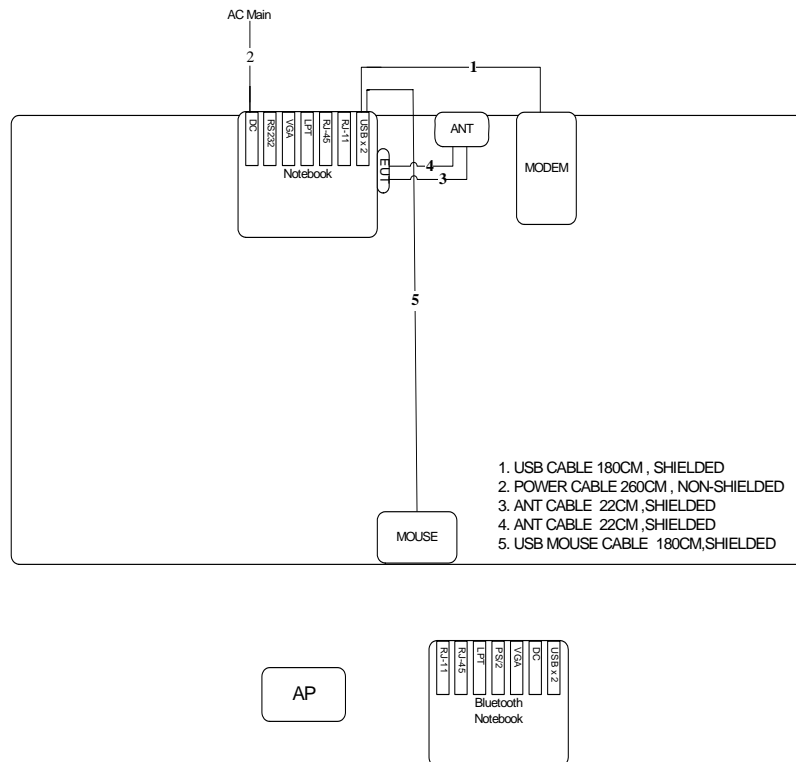 AC Main
2
1
DC
RS232
VGA
LPT
RJ-45
RJ-11
USB x 2
Notebook
EUT
ANT
4
3
MODEM
5
1. USB CABLE 180CM , SHIELDED
2. POWER CABLE 260CM , NON-SHIELDED
3. ANT CABLE 22CM ,SHIELDED
4. ANT CABLE 22CM ,SHIELDED
5. USB MOUSE CABLE 180CM,SHIELDED
MOUSE
AP
RJ-11
RJ-45
LPT
PS/2
VGA
DC
USB x 2
Bluetooth
Notebook